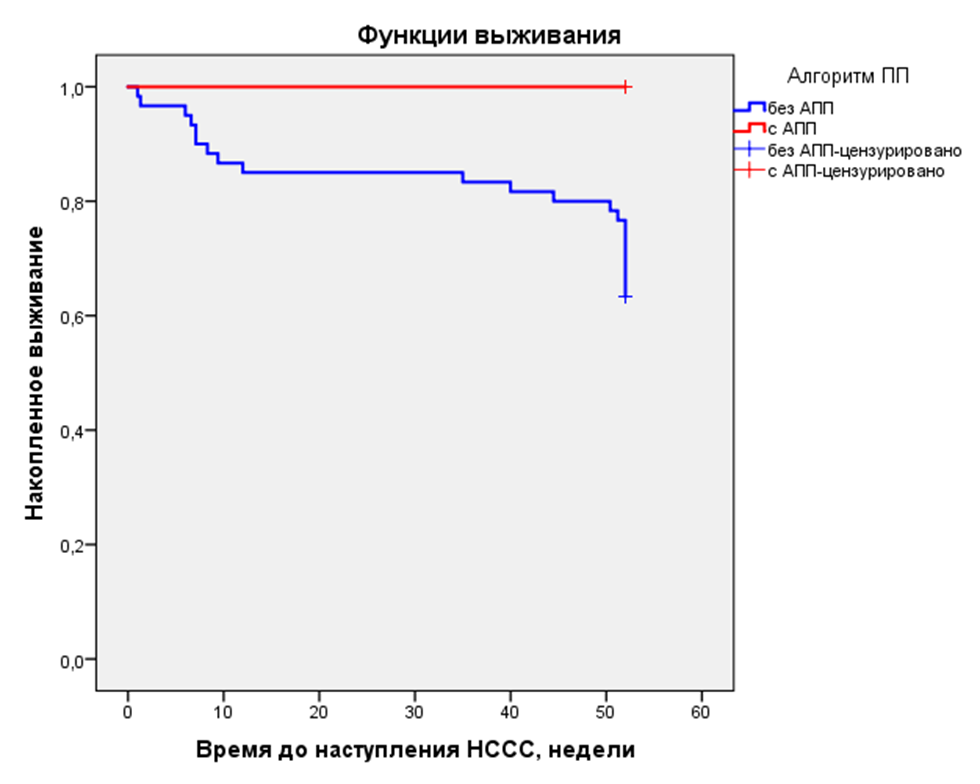 Функции выживания
Алгоритм ПП
без АПП
с АПП
без АПП-цензурировано
с АПП-цензурировано
Накопленное выживание
1,0
0,8
0,6
0,4
0,2
0,0
0 10 20 30 40 50 60
Время до наступления НССС, недели